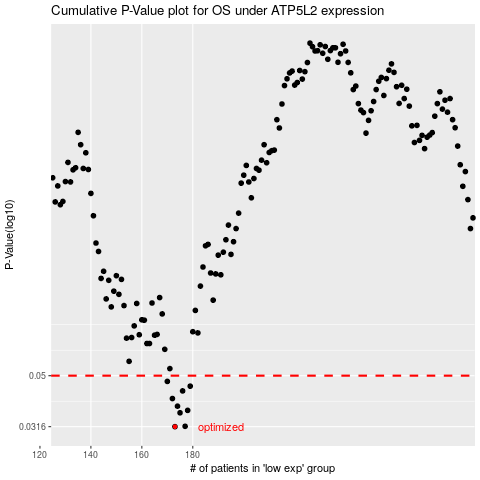 Cumulative P-Value plot for OS under ATP5L2 expression
P-Value(log10)
0.05
0.0316
optimized
120 140 160 180
# of patients in 'low exp' group